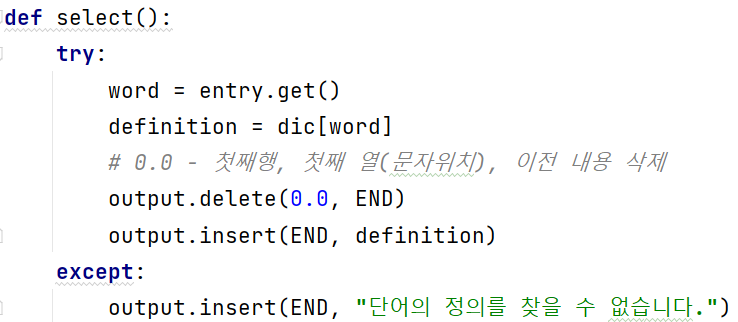 def select():
try:
word = entry.get()
definition = dic[word]
# 0.0 - 첫째행, 첫째 열(문자위치), 이전 내용 삭제
output.delete(0.0, END)
output.insert(END, definition)
except:
output.insert(END, "단어의 정의를 찾을 수 없습니다.")